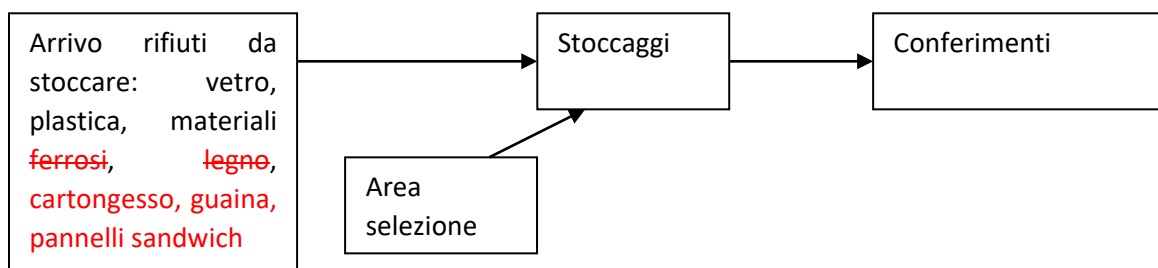 Arrivo rifiuti da
stoccare: vetro,
plastica, materiali
ferrosi, legno,
cartongesso, guaina,
pannelli sandwich
Stoccaggi
Conferimenti
Area
selezione